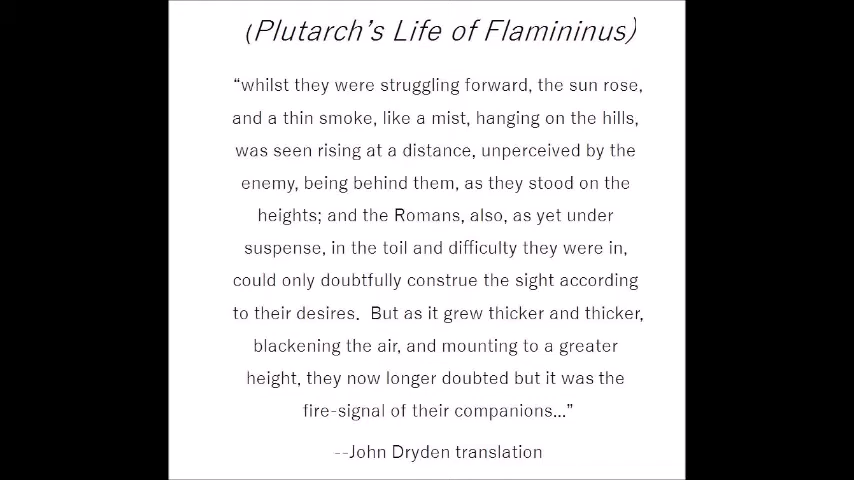 (Plutarch's Life of Flamininus)
“whilst they were struggling forward, the sun rose,
and a thin smoke, like a mist, hanging on the hills,
was seen rising at a distance, unperceived by the
enemy, being behind them, as they stood on the
heights; and the Romans, also, as yet under
suspense, in the toil and difficulty they were in,
could only doubtfully construe the sight according
to their desires.  But as it grew thicker and thicker,
blackening the air, and mounting to a greater
height, they now longer doubted but it was the
fire-signal of their companions...”
--John Dryden translation